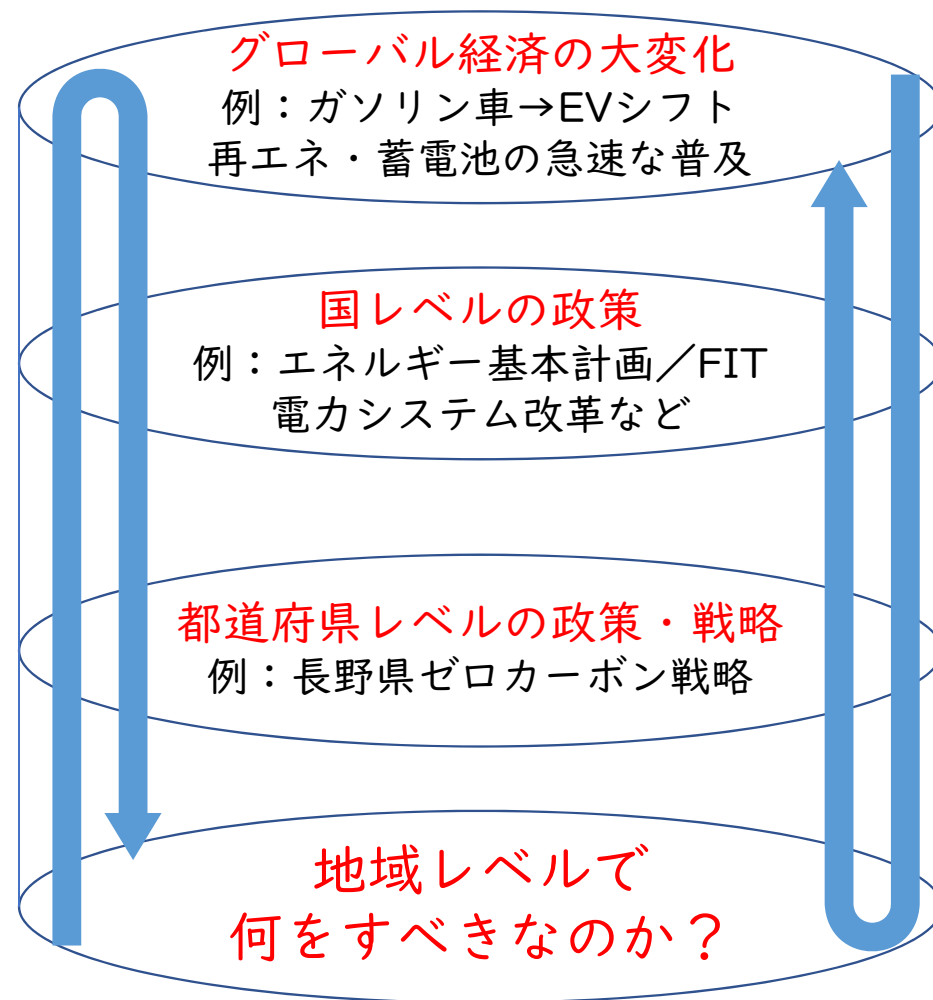 グローバル経済の大変化
例：ガソリン車→EVシフト
再エネ・蓄電池の急速な普及
国レベルの政策
例：エネルギー基本計画／FIT
電力システム改革など
都道府県レベルの政策・戦略
例：長野県ゼロカーボン戦略
地域レベルで
何をすべきなのか？